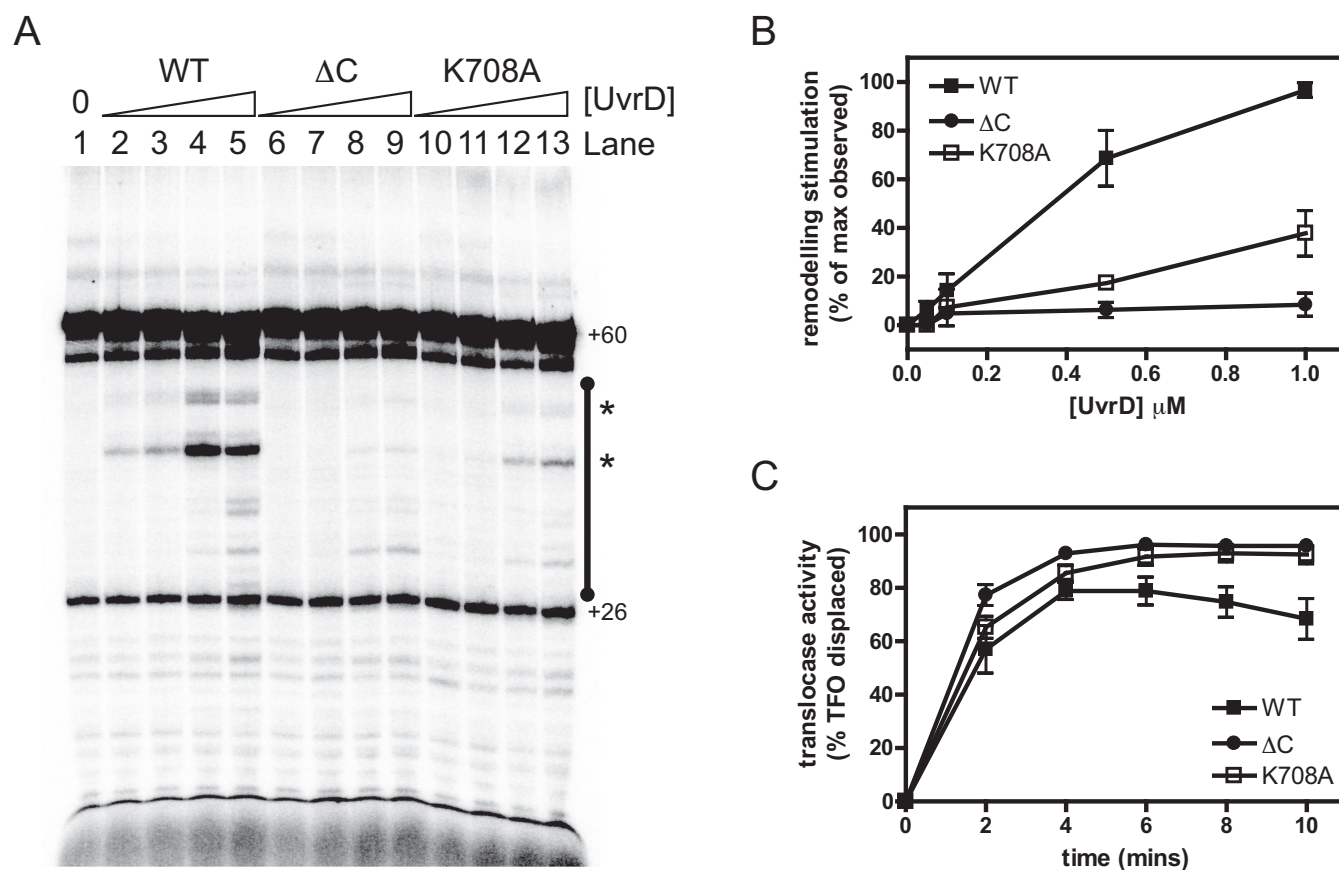 A
WT ΔC K708A
0 [UvrD]
1 2 3 4 5 6 7 8 9 10 11 12 13 Lane
+60
*
*
+26
B
remodelling stimulation
(% of max observed)
100
80
60
40
20
0
WT
ΔC
K708A
0.0 0.2 0.4 0.6 0.8 1.0
[UvrD] μM
C
translocase activity
(% TFO displaced)
100
80
60
40
20
0
WT
ΔC
K708A
0 2 4 6 8 10
time (mins)